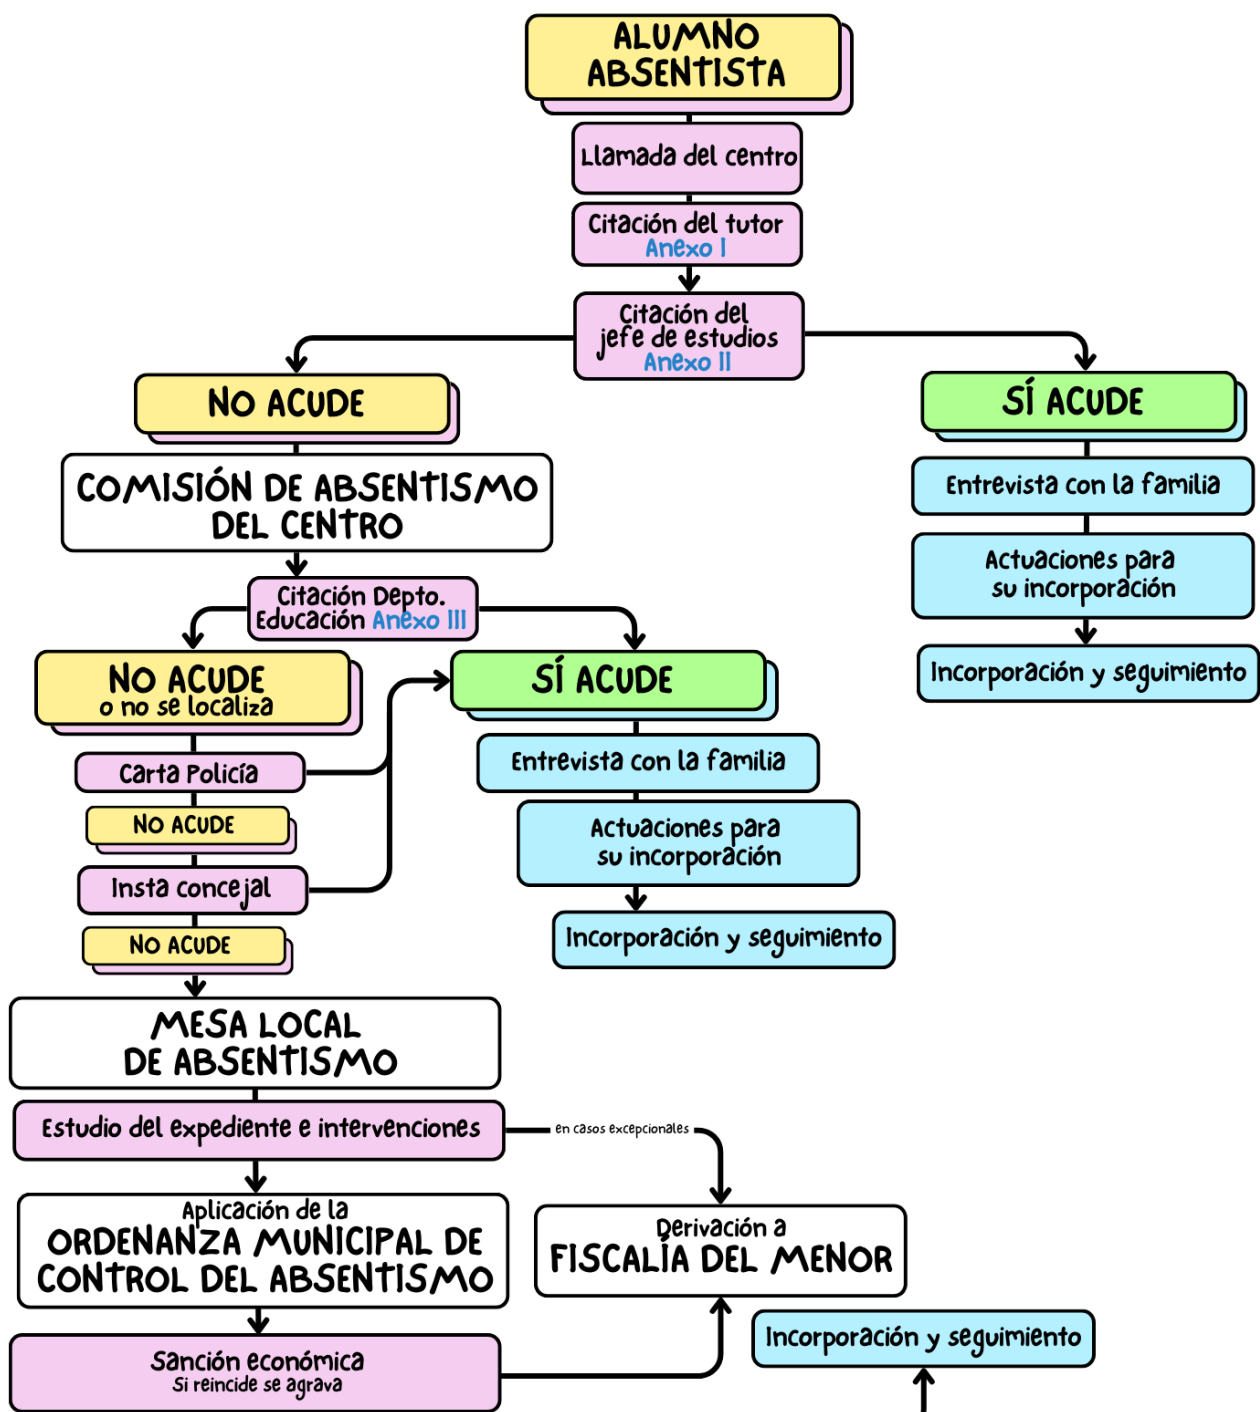 ALUMNO
ABSENTISTA
Llamada del centro
Citación del tutor
Anexo I
Citación del
jefe de estudios
Anexo II
NO ACUDE
SÍ ACUDE
COMISIÓN DE ABSENTISMO
DEL CENTRO
Entrevista con la familia
Actuaciones para
su incorporación
Incorporación y seguimiento
Citación Depto.
Educación Anexo III
NO ACUDE
o no se localiza
SÍ ACUDE
Carta Policía
Entrevista con la familia
NO ACUDE
Actuaciones para
su incorporación
Insta concejal
NO ACUDE
Incorporación y seguimiento
MESA LOCAL
DE ABSENTISMO
Estudio del expediente e intervenciones
en casos excepcionales
Aplicación de la
ORDENANZA MUNICIPAL DE
CONTROL DEL ABSENTISMO
Derivación a
FISCALÍA DEL MENOR
Sanción económica
Si reincide se agrava
Incorporación y seguimiento